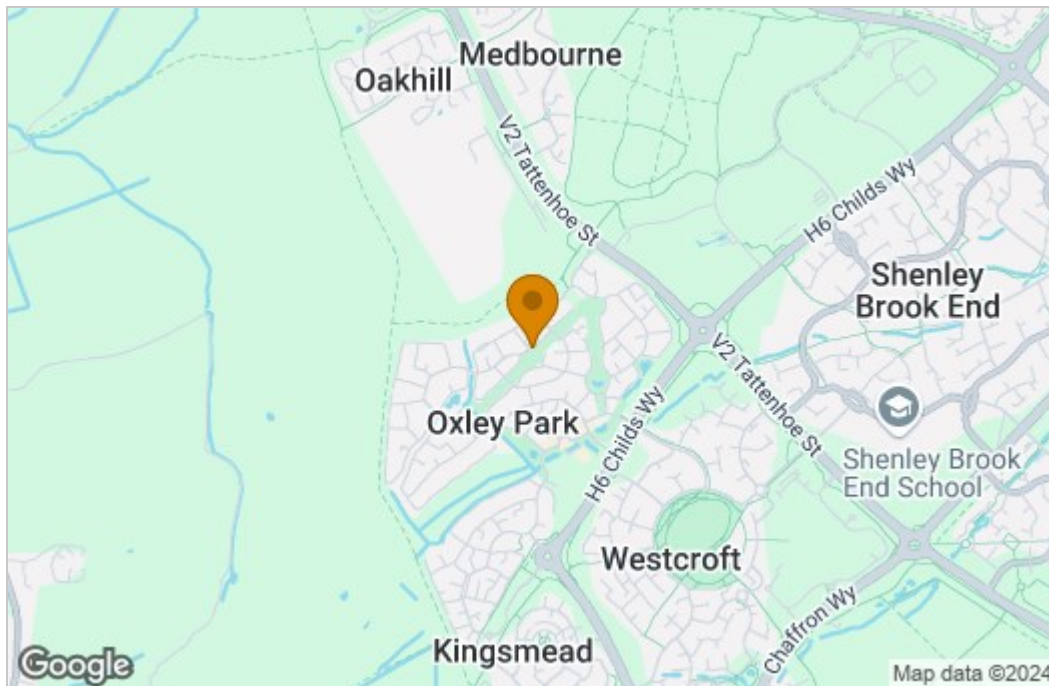 Medbourne
Oakhill
V2 Tattenhoe St
H6 Childs Wy
Shenley
Brook End
V2 Tattenhoe St
Oxley Park
H6 Childs Wy
Shenley Brook
End School
Westcroft
Chaffron Wy
Kingsmead
Google
Map data ©2024